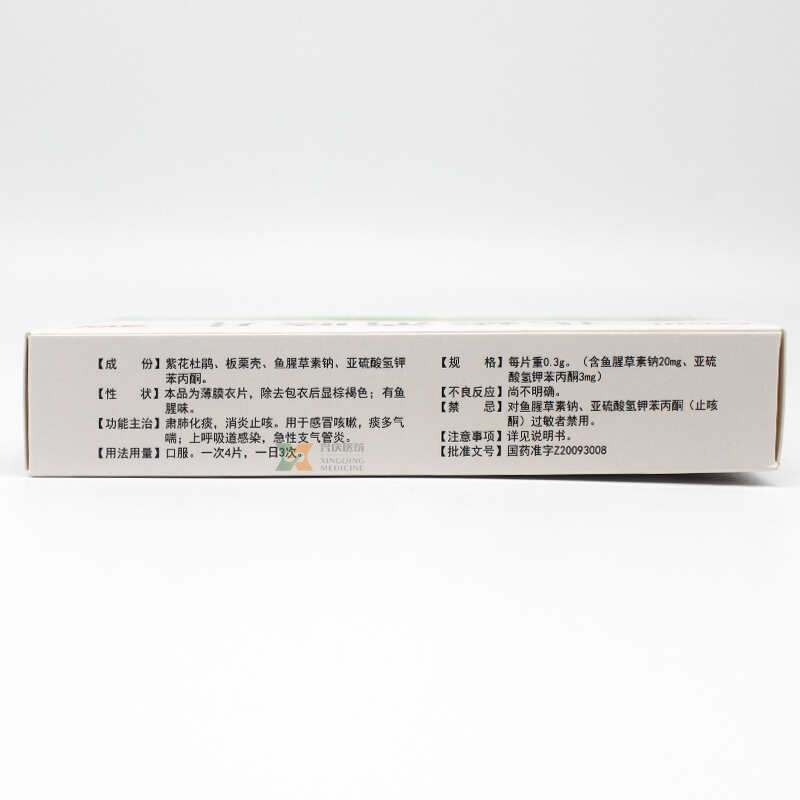 【成　份】紫花杜鹃、板栗壳、鱼腥草素钠、亚硫酸氢钾
苯丙酮。
【性　状】本品为薄膜衣片，除去包衣后显棕褐色；有鱼
腥味。
【功能主治】肃肺化痰，消炎止咳。用于感冒咳嗽，痰多气
喘；上呼吸道感染，急性支气管炎。
【用法用量】口服。一次4片，一日3次。
【规　格】每片重0.3g。（含鱼腥草素钠20mg、亚硫
酸氢钾苯丙酮3mg）
【不良反应】尚不明确。
【禁　忌】对鱼腥草素钠、亚硫酸氢钾苯丙酮（止咳
酮）过敏者禁用。
【注意事项】详见说明书。
【批准文号】国药准字Z20093008
兴庆医药
XINGQING
MEDICINE